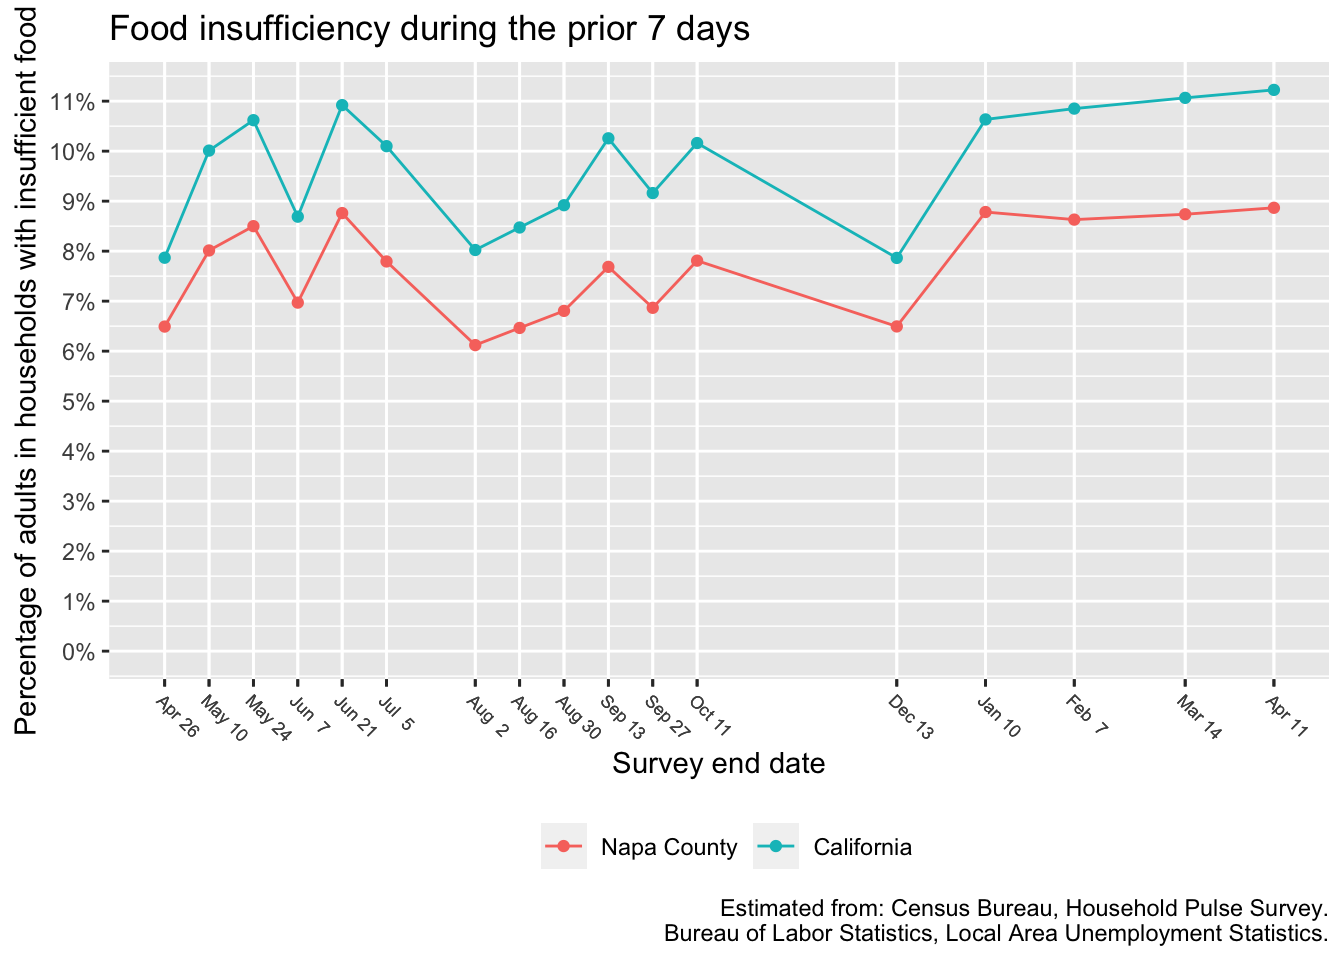 Food insufficiency during the prior 7 days
Percentage of adults in households with insufficient food
11%
10%
9%
8%
7%
6%
5%
4%
3%
2%
1%
0%
Apr 26
May 10
May 24
Jun 7
Jun 21
Jul 5
Aug 2
Aug 16
Aug 30
Sep 13
Sep 27
Oct 11
Dec 13
Jan 10
Feb 7
Mar 14
Apr 11
Survey end date
Napa County
California
Estimated from: Census Bureau, Household Pulse Survey.
Bureau of Labor Statistics, Local Area Unemployment Statistics.